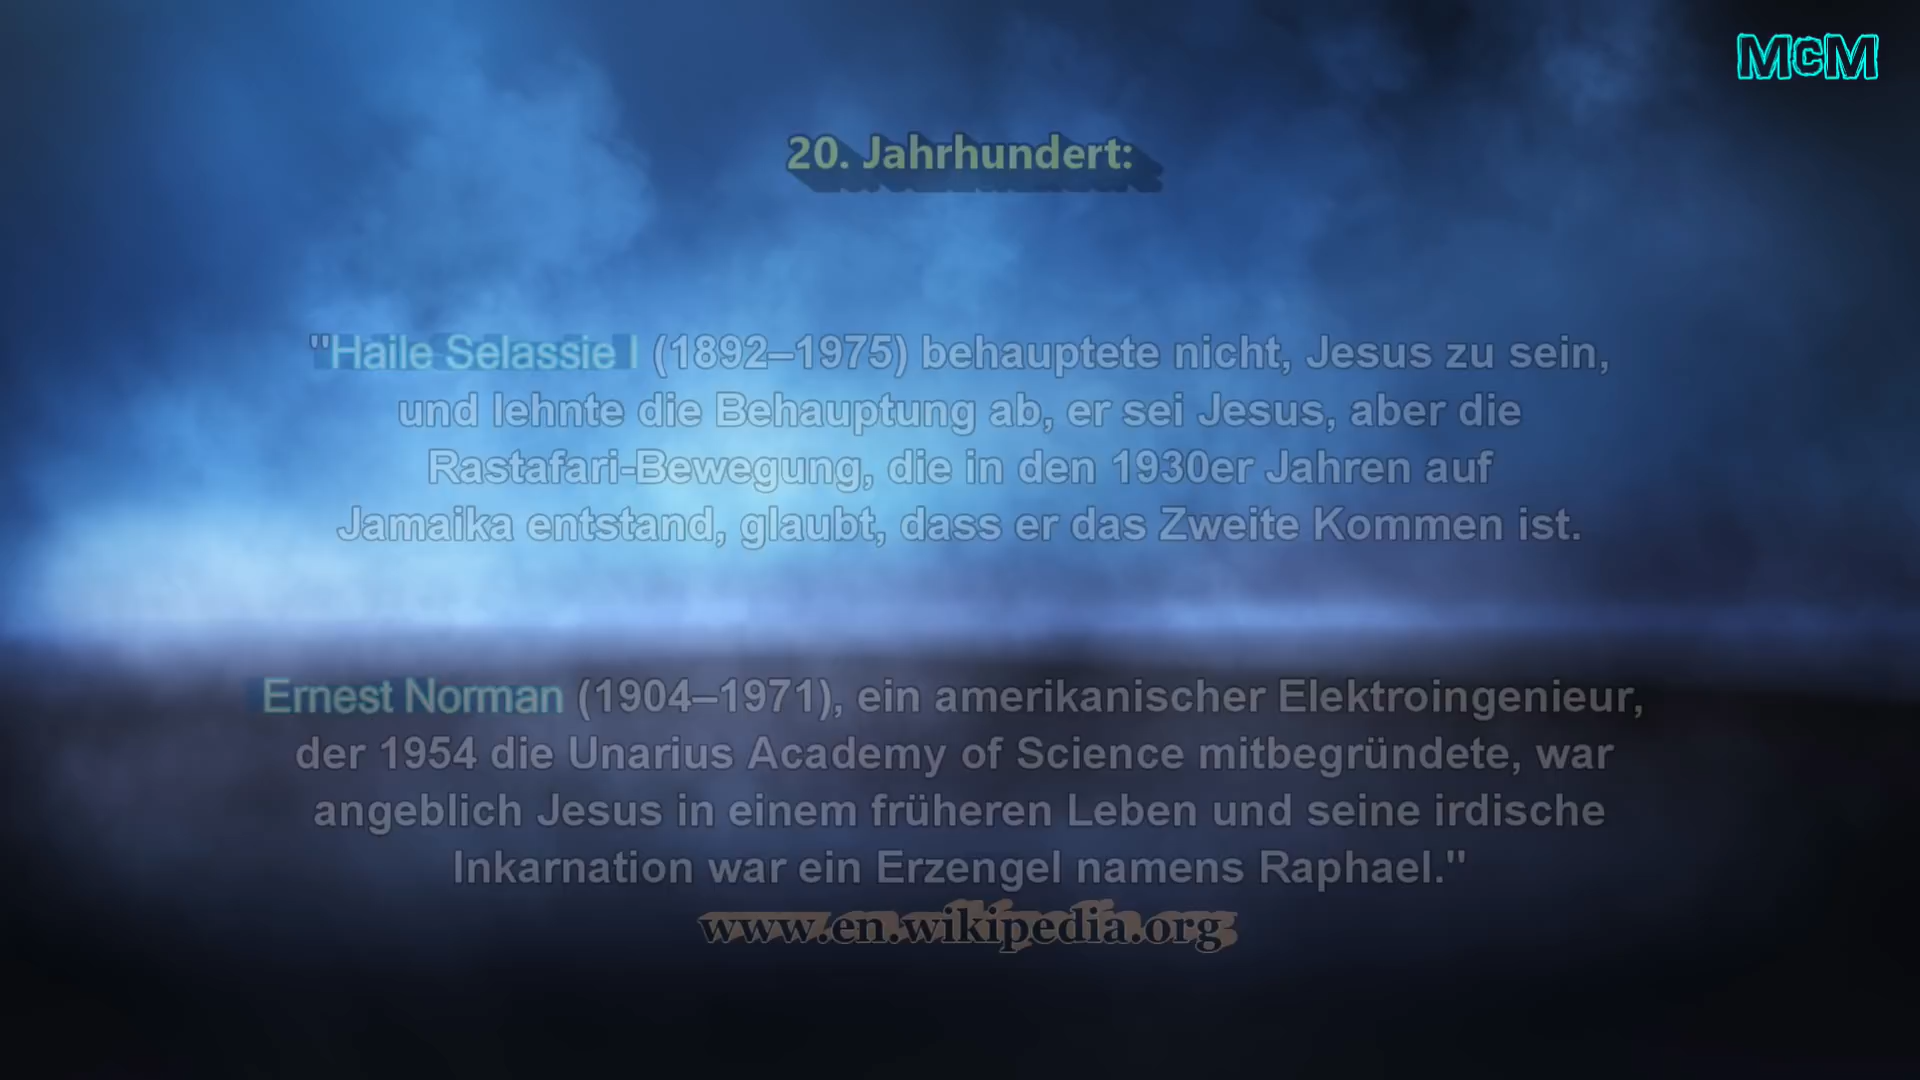 McM
20. Jahrhundert:
"Haile Selassie I (1892–1975) behauptete nicht, Jesus zu sein,
und lehnte die Behauptung ab, er sei Jesus, aber die
Rastafari-Bewegung, die in den 1930er Jahren auf
Jamaika entstand, glaubt, dass er das Zweite Kommen ist.
Ernest Norman (1904–1971), ein amerikanischer Elektroingenieur,
der 1954 die Unarius Academy of Science mitbegründete, war
angeblich Jesus in einem früheren Leben und seine irdische
Inkarnation war ein Erzengel namens Raphael."
www.en.wikipedia.org